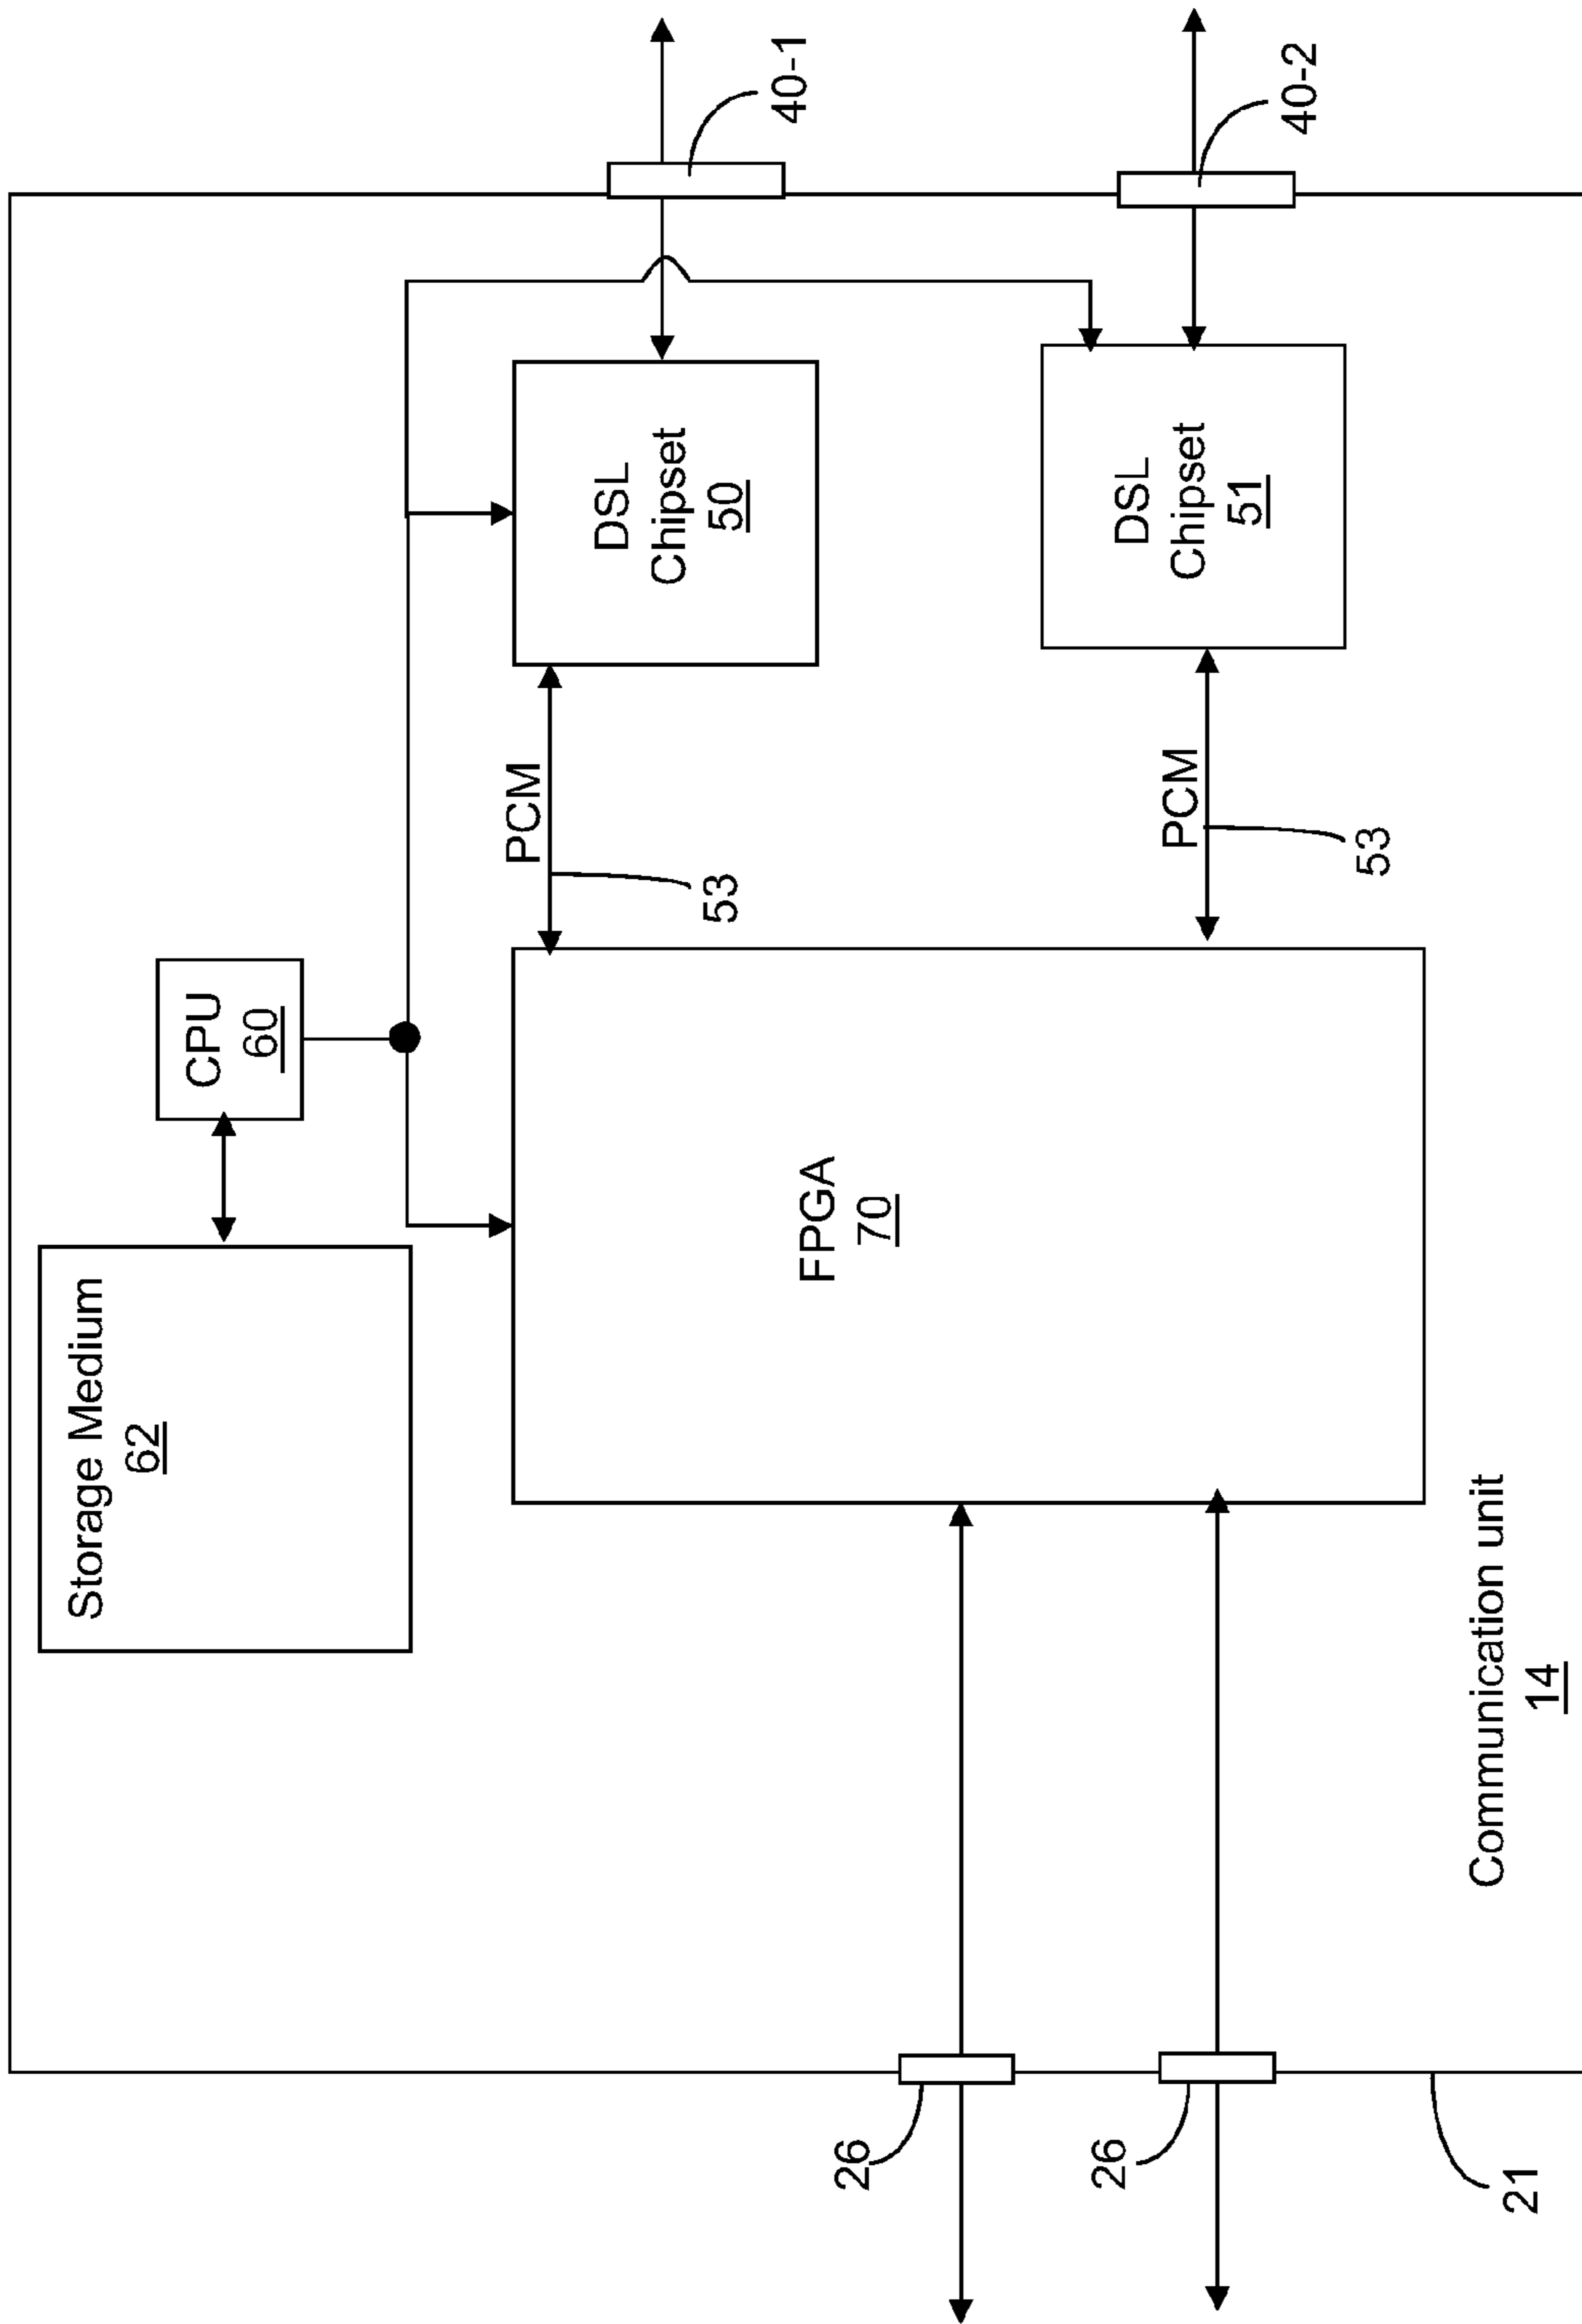 Storage Medium
62
CPU
60
FPGA
70
PCM
53
PCM
53
DSL
Chipset
50
DSL
Chipset
51
40-1
40-2
26
26
21
Communication unit
14